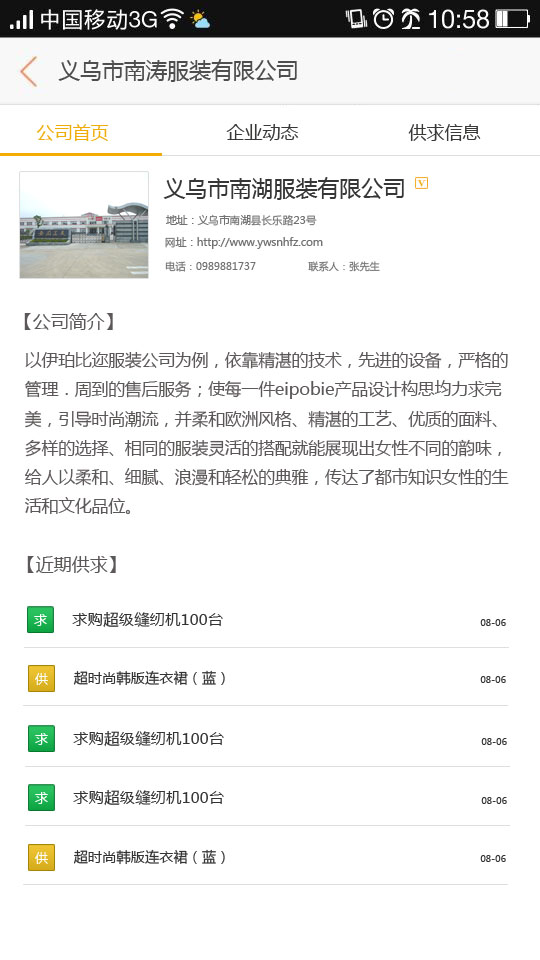 中国移动3G 10:58
义乌市南涛服装有限公司
公司首页 企业动态 供求信息
义乌市南湖服装有限公司 V
地址：义乌市南湖县长乐路23号
网址：http://www.ywsnhfz.com
电话：0989881737 联系人：张先生
【公司简介】
以伊珀比您服装公司为例，依靠精湛的技术，先进的设备，严格的
管理．周到的售后服务；使每一件eipobie产品设计构思均力求完
美，引导时尚潮流，并柔和欧洲风格、精湛的工艺、优质的面料、
多样的选择、相同的服装灵活的搭配就能展现出女性不同的韵味，
给人以柔和、细腻、浪漫和轻松的典雅，传达了都市知识女性的生
活和文化品位。
【近期供求】
求 求购超级缝纫机100台 08-06
供 超时尚韩版连衣裙（蓝） 08-06
求 求购超级缝纫机100台 08-06
求 求购超级缝纫机100台 08-06
供 超时尚韩版连衣裙（蓝） 08-06